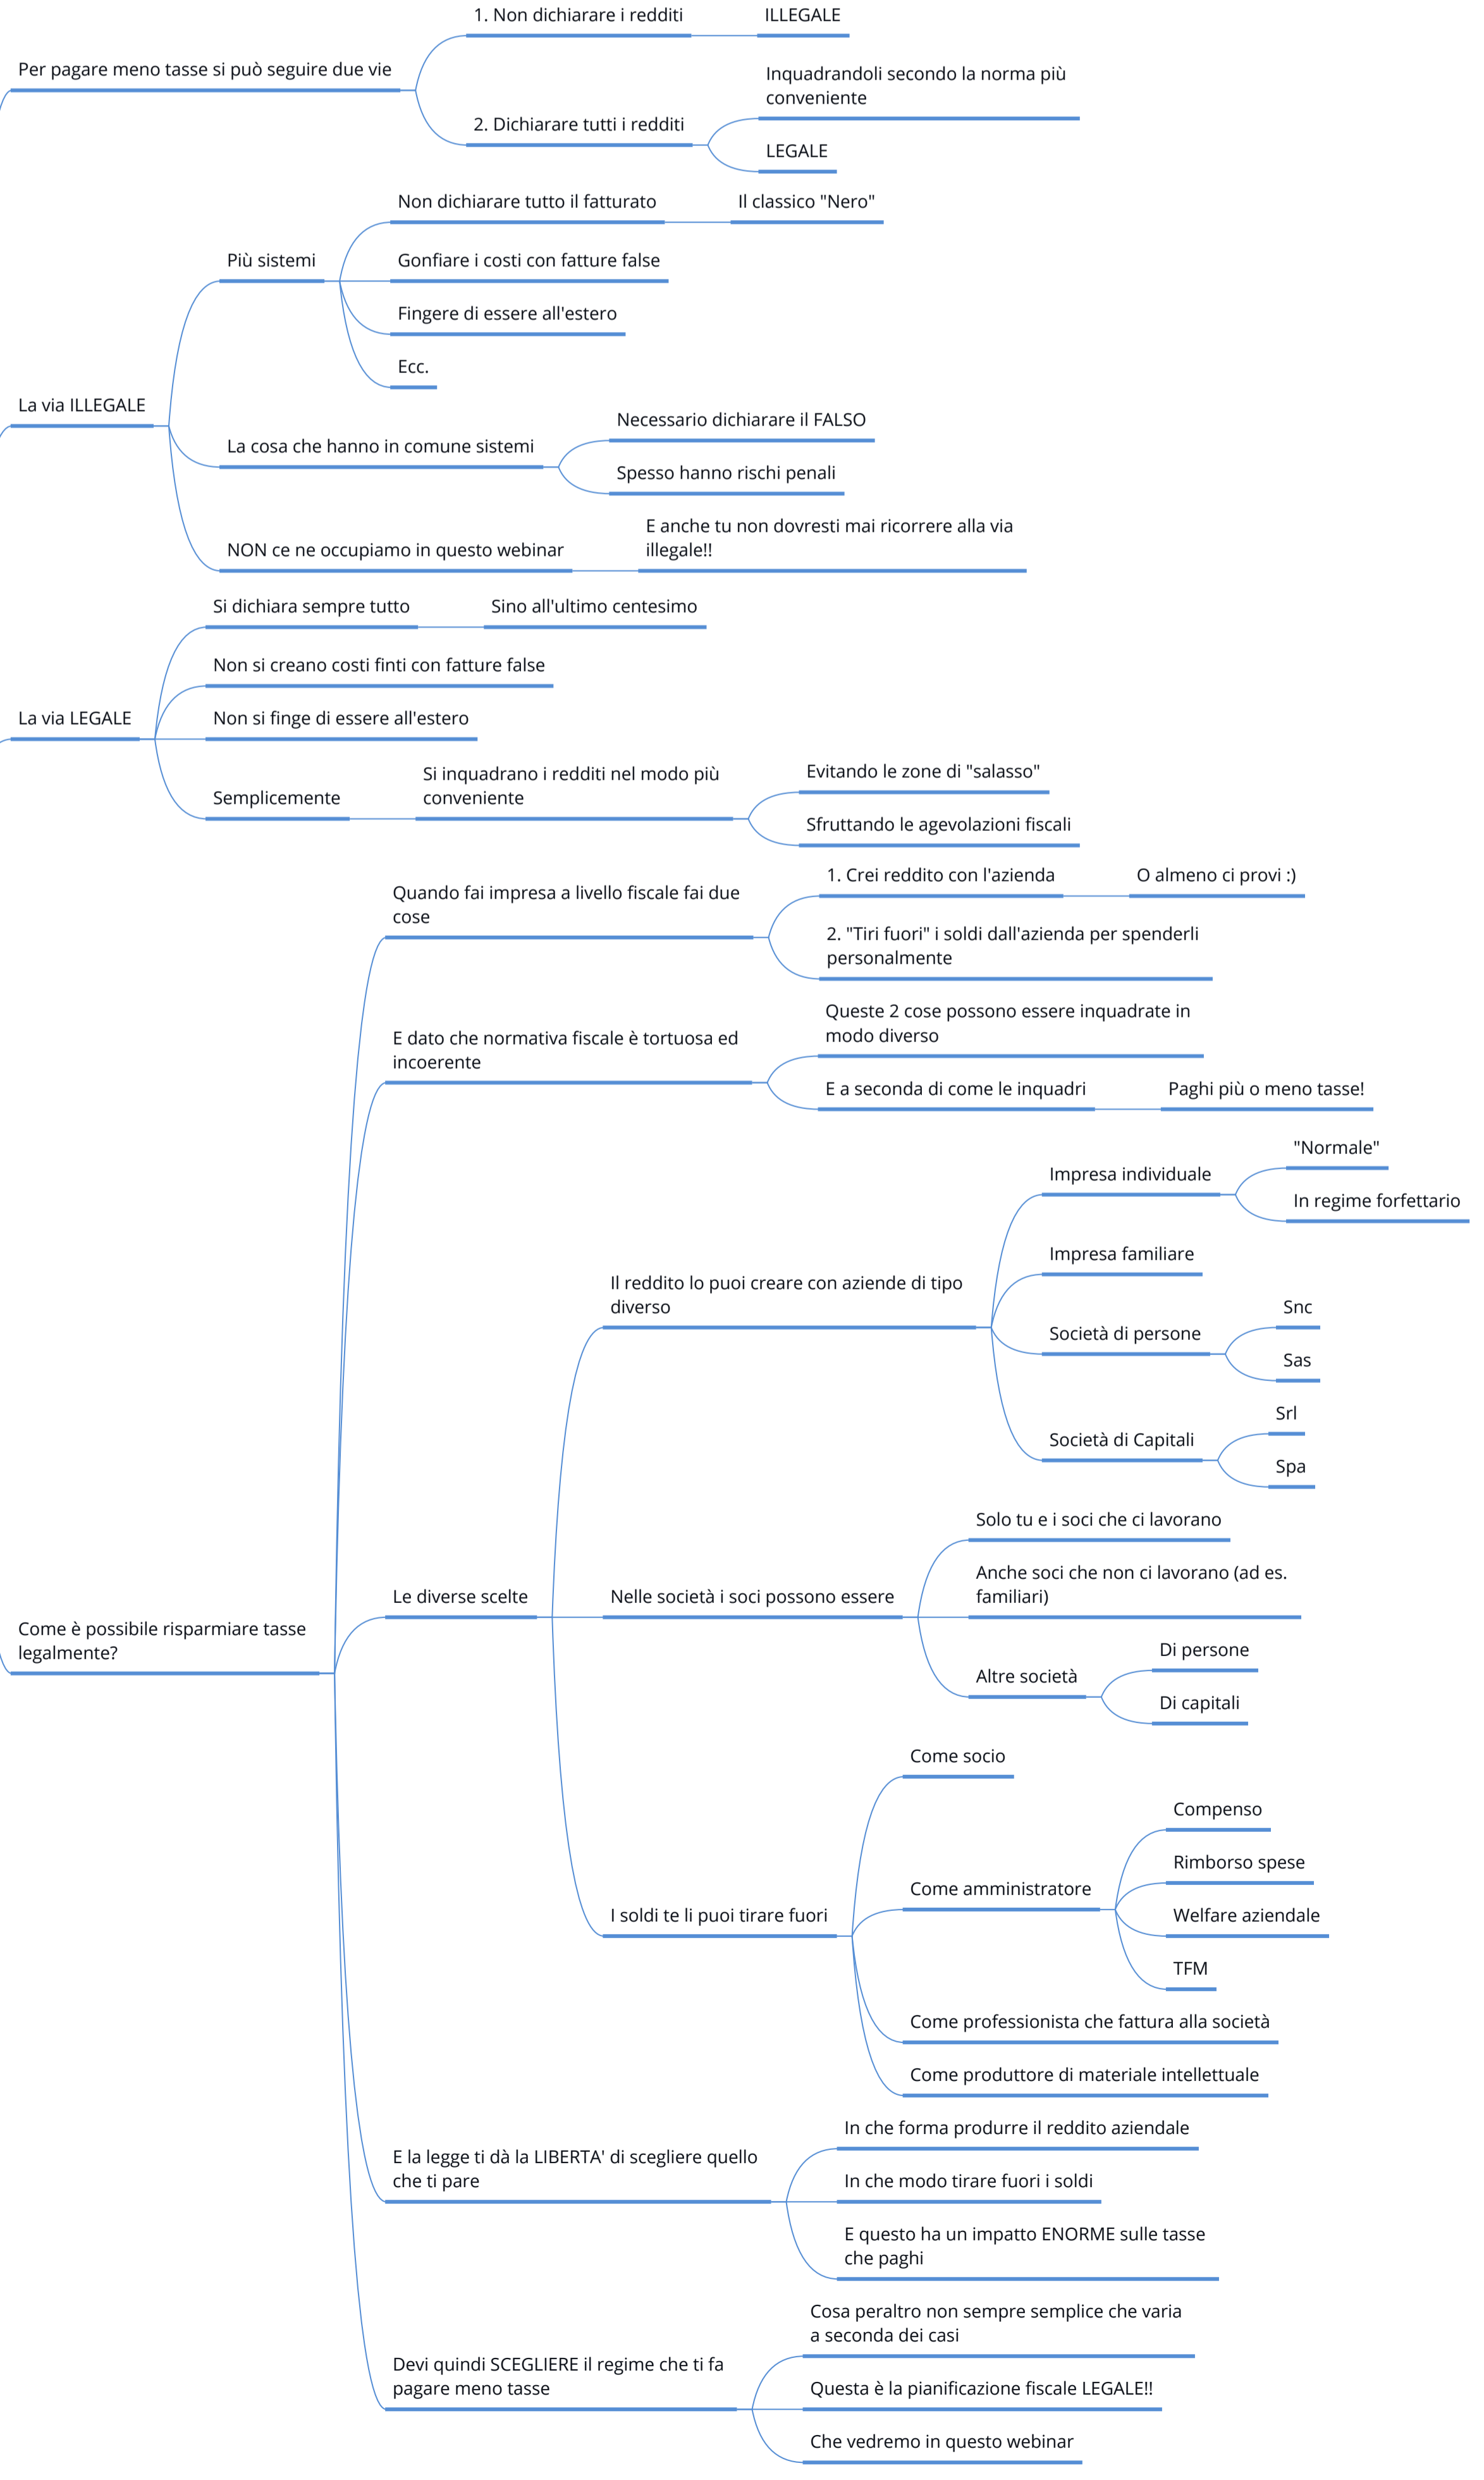 Per pagare meno tasse si può seguire due vie
1. Non dichiarare i redditi
ILLEGALE
2. Dichiarare tutti i redditi
Inquadrandoli secondo la norma più
conveniente
LEGALE
La via ILLEGALE
Più sistemi
Non dichiarare tutto il fatturato
Il classico "Nero"
Gonfiare i costi con fatture false
Fingere di essere all'estero
Ecc.
La cosa che hanno in comune sistemi
Necessario dichiarare il FALSO
Spesso hanno rischi penali
NON ce ne occupiamo in questo webinar
E anche tu non dovresti mai ricorrere alla via
illegale!!
La via LEGALE
Si dichiara sempre tutto
Sino all'ultimo centesimo
Non si creano costi finti con fatture false
Non si finge di essere all'estero
Semplicemente
Si inquadrano i redditi nel modo più
conveniente
Evitando le zone di "salasso"
Sfruttando le agevolazioni fiscali
Come è possibile risparmiare tasse
legalmente?
Quando fai impresa a livello fiscale fai due
cose
1. Crei reddito con l'azienda
O almeno ci provi :)
2. "Tiri fuori" i soldi dall'azienda per spenderli
personalmente
E dato che normativa fiscale è tortuosa ed
incoerente
Queste 2 cose possono essere inquadrate in
modo diverso
E a seconda di come le inquadri
Paghi più o meno tasse!
Le diverse scelte
Il reddito lo puoi creare con aziende di tipo
diverso
Impresa individuale
"Normale"
In regime forfettario
Impresa familiare
Società di persone
Snc
Sas
Società di Capitali
Srl
Spa
Nelle società i soci possono essere
Solo tu e i soci che ci lavorano
Anche soci che non ci lavorano (ad es.
familiari)
Altre società
Di persone
Di capitali
I soldi te li puoi tirare fuori
Come socio
Come amministratore
Compenso
Rimborso spese
Welfare aziendale
TFM
Come professionista che fattura alla società
Come produttore di materiale intellettuale
E la legge ti dà la LIBERTA' di scegliere quello
che ti pare
In che forma produrre il reddito aziendale
In che modo tirare fuori i soldi
E questo ha un impatto ENORME sulle tasse
che paghi
Devi quindi SCEGLIERE il regime che ti fa
pagare meno tasse
Cosa peraltro non sempre semplice che varia
a seconda dei casi
Questa è la pianificazione fiscale LEGALE!!
Che vedremo in questo webinar